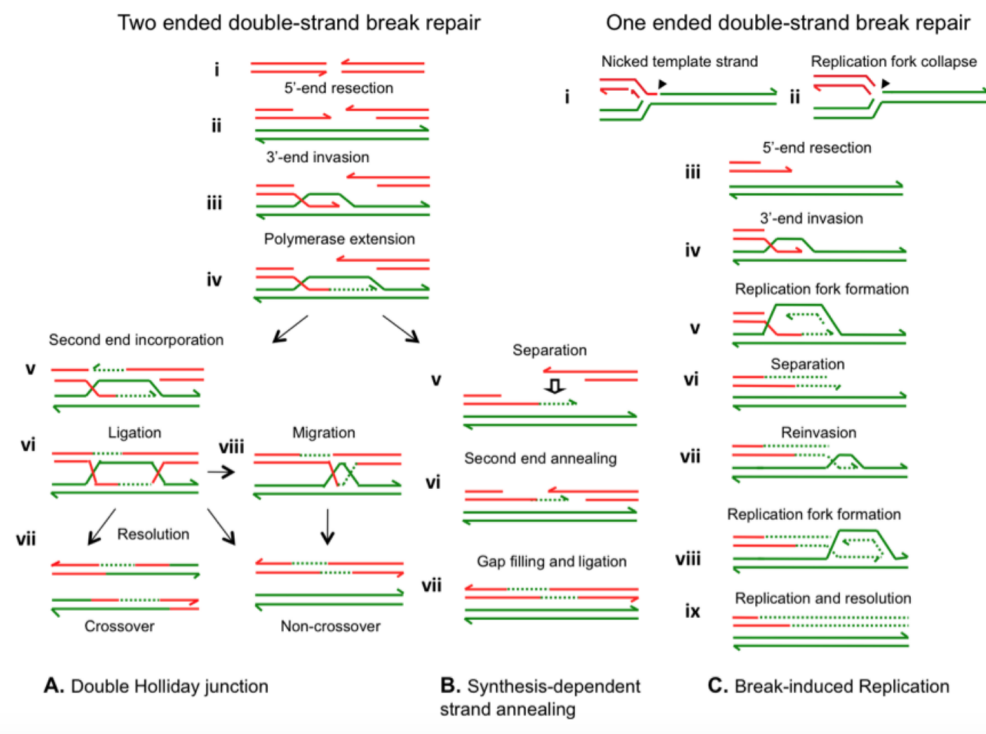 Two ended double-strand break repair
i
5'-end resection
ii
3'-end invasion
iii
Polymerase extension
iv
Second end incorporation
v
Ligation
vi
viii
Migration
vii
Resolution
Crossover
Non-crossover
A. Double Holliday junction
Separation
v
Second end annealing
vi
Gap filling and ligation
vii
B. Synthesis-dependent
strand annealing
One ended double-strand break repair
Nicked template strand
Replication fork collapse
i
ii
5'-end resection
iii
3'-end invasion
iv
Replication fork formation
v
Separation
vi
Reinvasion
vii
Replication fork formation
viii
Replication and resolution
ix
C. Break-induced Replication